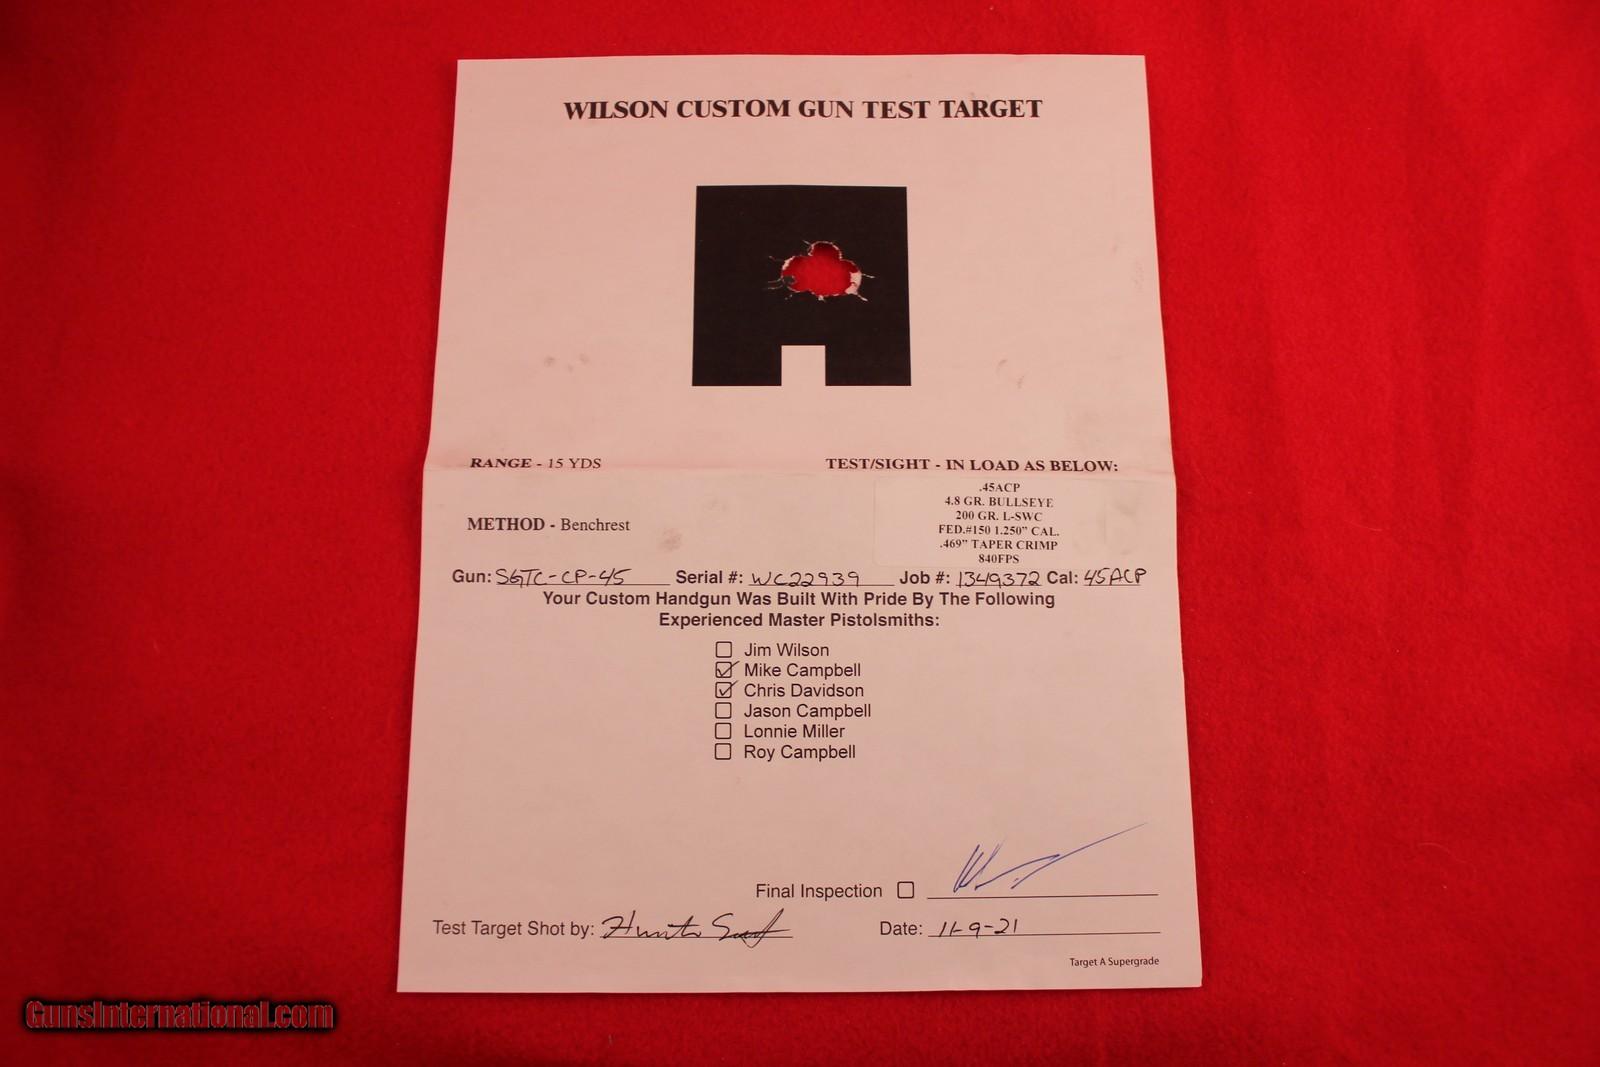 WILSON CUSTOM GUN TEST TARGET
RANGE - 15 YDS
TEST/SIGHT - IN LOAD AS BELOW:
.45ACP
4.8 GR. BULLSEYE
METHOD - Benchrest
200 GR. L-SWC
FED.#150 1.250" CAL.
.469" TAPER CRIMP
840FPS
Gun: SGTC-CP-45 Serial #: WC22939 Job #: 1349372 Cal: 45ACP
Your Custom Handgun Was Built With Pride By The Following
Experienced Master Pistolsmiths:
Jim Wilson
Mike Campbell
Chris Davidson
Jason Campbell
Lonnie Miller
Roy Campbell
Final Inspection
Test Target Shot by: Hunter
Date: 11-9-21
Target A Supergrade
GunsInternational.com